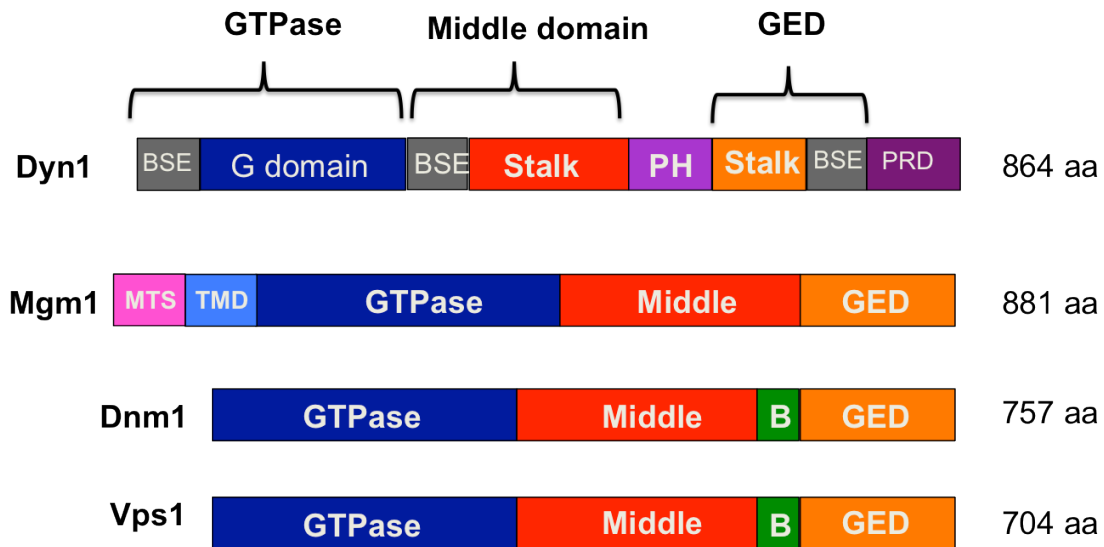 GTPase Middle domain GED
Dyn1 BSE G domain BSE Stalk PH Stalk BSE PRD 864 aa
Mgm1 MTS TMD GTPase Middle GED 881 aa
Dnm1 GTPase Middle B GED 757 aa
Vps1 GTPase Middle B GED 704 aa